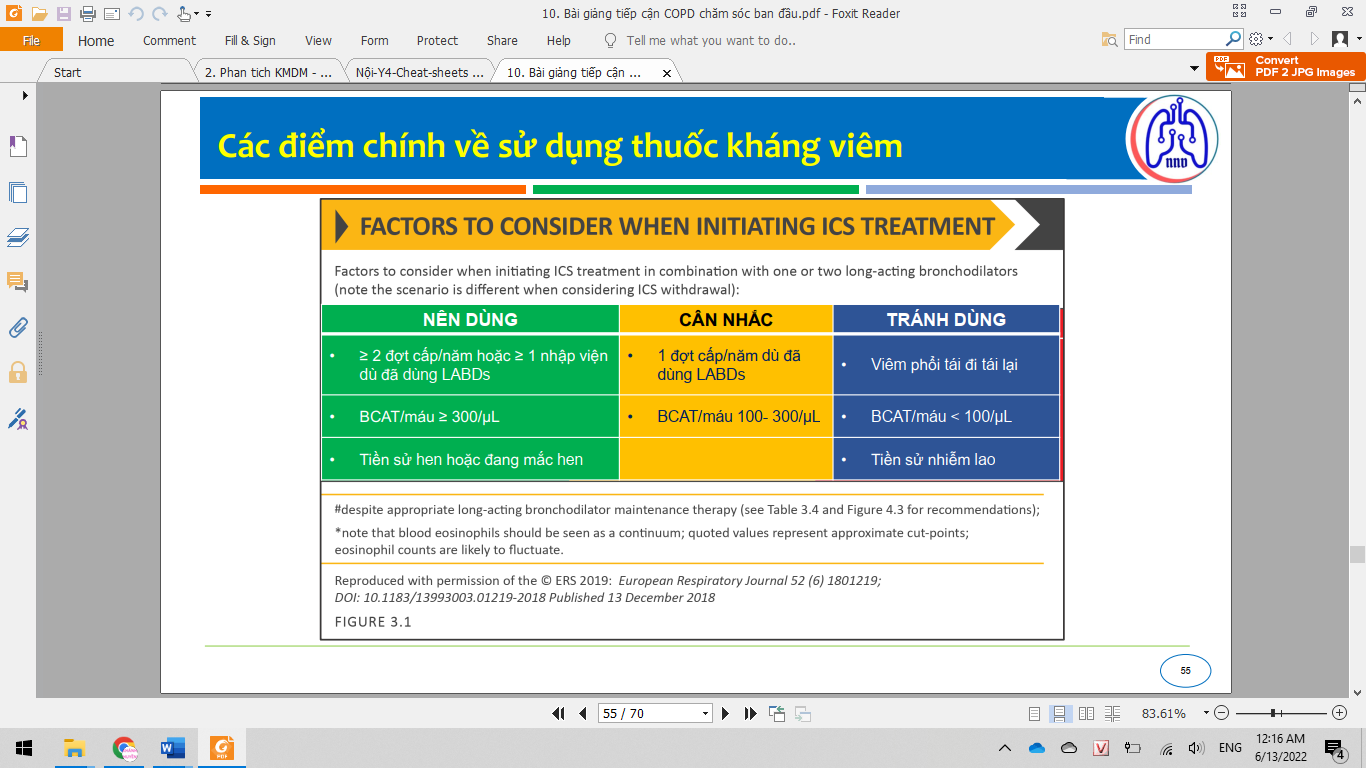 10. Bài giảng tiếp cận COPD chăm sóc ban đầu.pdf - Foxit Reader
File Home Comment Fill & Sign View Form Protect Share Help Tell me what you want to do.. Find
Start 2. Phan tich KMDM - ... Nội-Y4-Cheat-sheets ... 10. Bài giảng tiếp cận ... Convert
PDF 2 JPG Images
Các điểm chính về sử dụng thuốc kháng viêm
NND
FACTORS TO CONSIDER WHEN INITIATING ICS TREATMENT
Factors to consider when initiating ICS treatment in combination with one or two long-acting bronchodilators
(note the scenario is different when considering ICS withdrawal):
NÊN DÙNG CÂN NHẮC TRÁNH DÙNG
• ≥ 2 đợt cấp/năm hoặc ≥ 1 nhập viện
dù đã dùng LABDs
• 1 đợt cấp/năm dù đã
dùng LABDs
• Viêm phổi tái đi tái lại
• BCAT/máu ≥ 300/µL • BCAT/máu 100- 300/µL • BCAT/máu < 100/µL
• Tiền sử hen hoặc đang mắc hen • Tiền sử nhiễm lao
#despite appropriate long-acting bronchodilator maintenance therapy (see Table 3.4 and Figure 4.3 for recommendations);
*note that blood eosinophils should be seen as a continuum; quoted values represent approximate cut-points;
eosinophil counts are likely to fluctuate.
Reproduced with permission of the © ERS 2019: European Respiratory Journal 52 (6) 1801219;
DOI: 10.1183/13993003.01219-2018 Published 13 December 2018
FIGURE 3.1
55
55 / 70 83.61%
W PDF V ENG 12:16 AM
6/13/2022 4